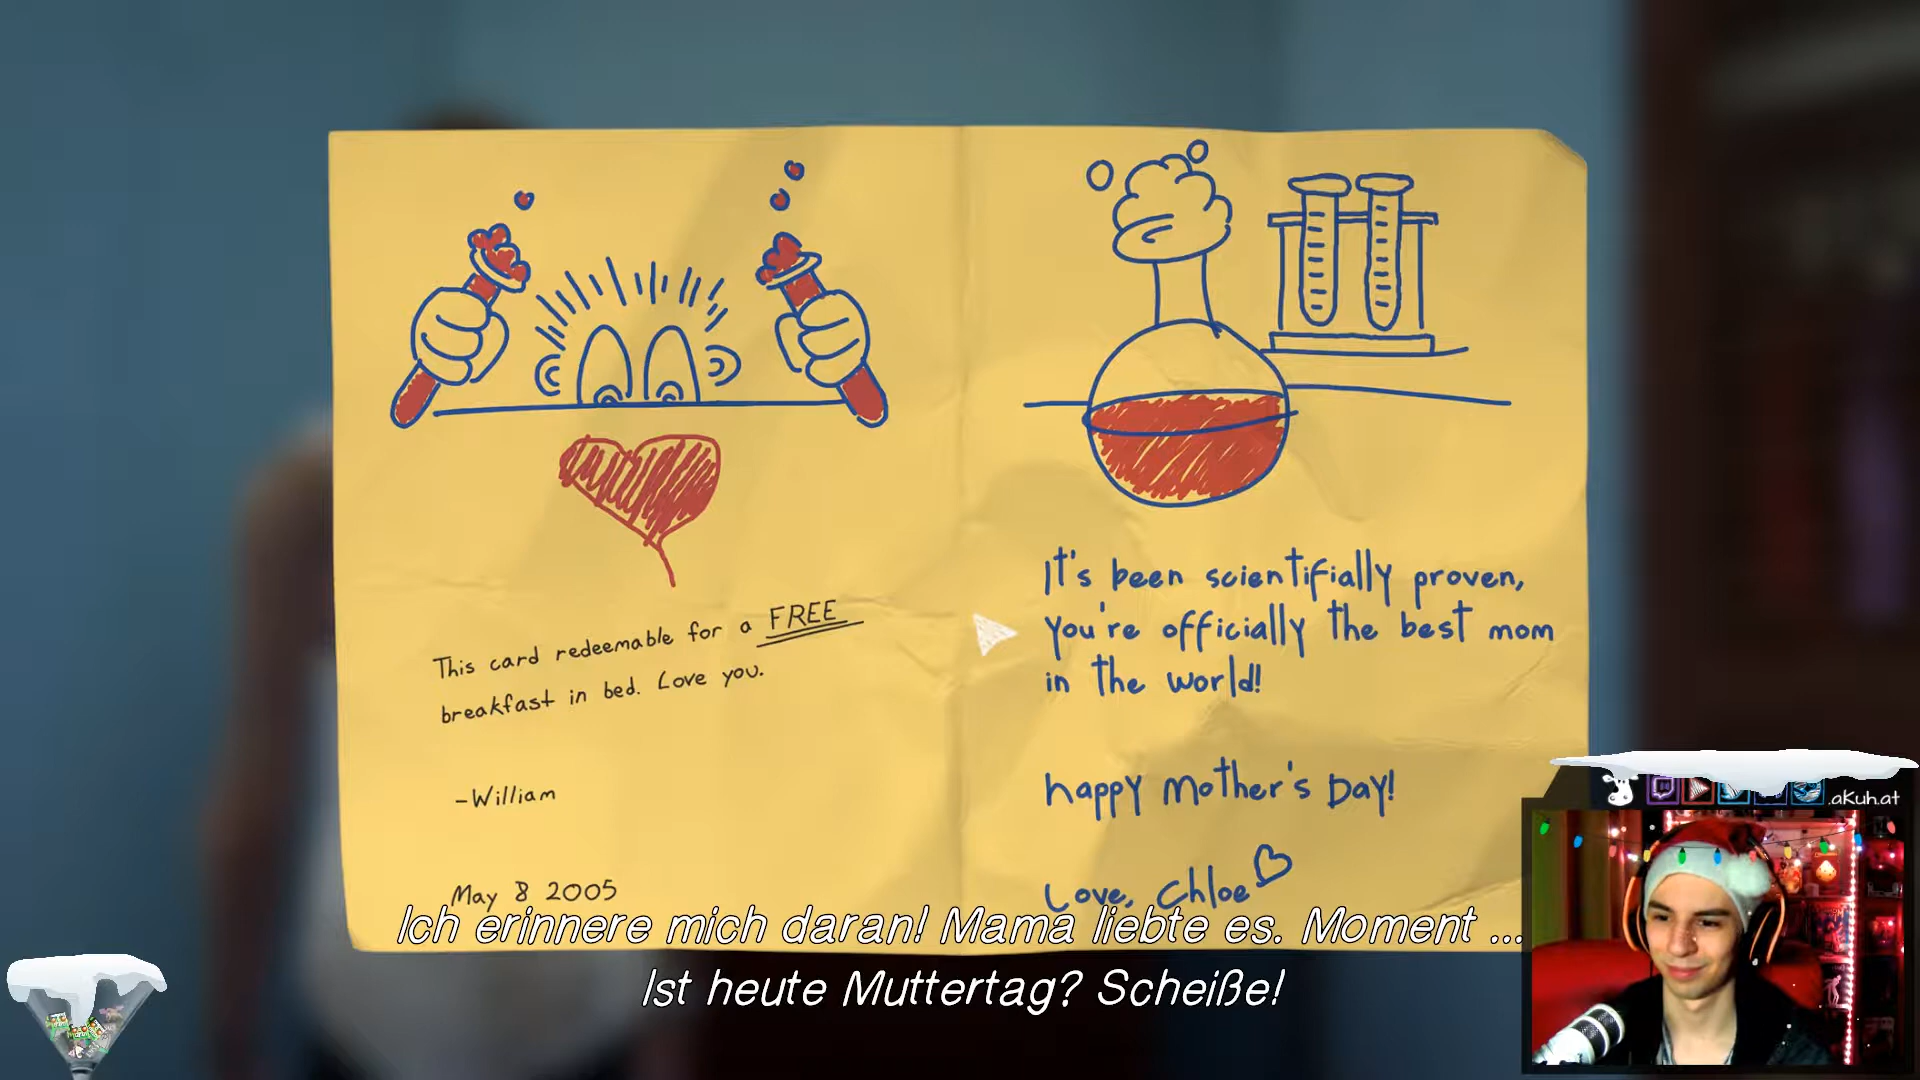 This card redeemable for a FREE
breakfast in bed. Love you.
-William
May 8 2005
It's been scientifially proven,
you're officially the best mom
in the world!
happy Mother's Day!
Love, Chloe
Ich erinnere mich daran! Mama liebte es. Moment ...
Ist heute Muttertag? Scheiße!
.aKuh.at